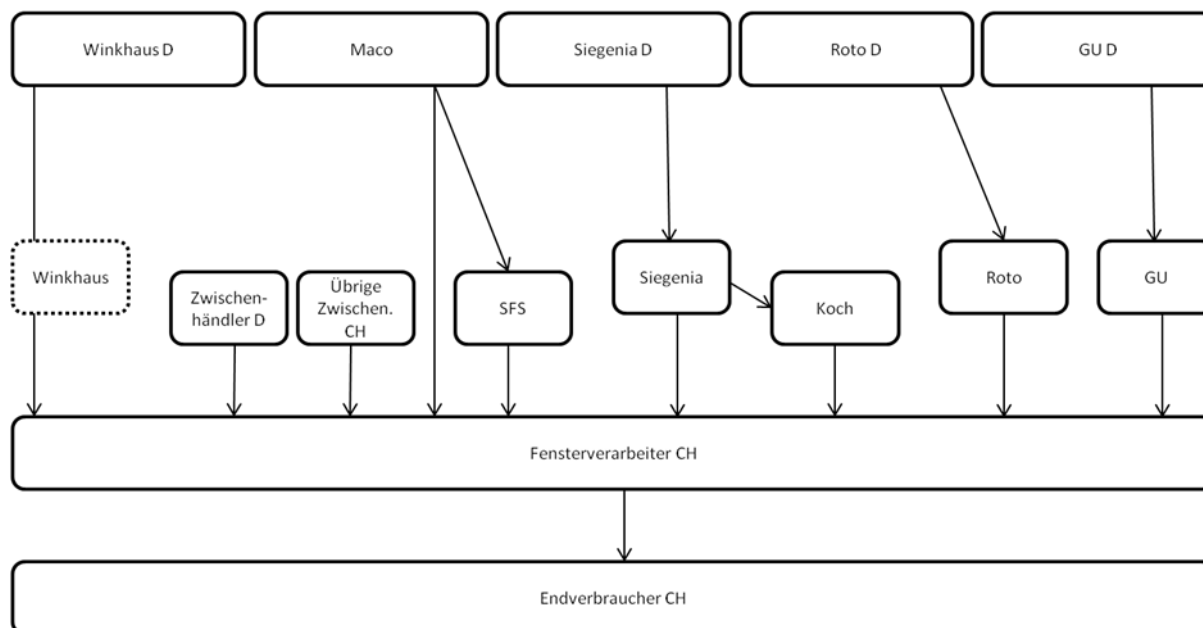 Winkhaus D
Maco
Siegenia D
Roto D
GU D
Winkhaus
Zwischen-
händler D
Übrige
Zwischen.
CH
SFS
Siegenia
Koch
Roto
GU
Fensterverarbeiter CH
Endverbraucher CH